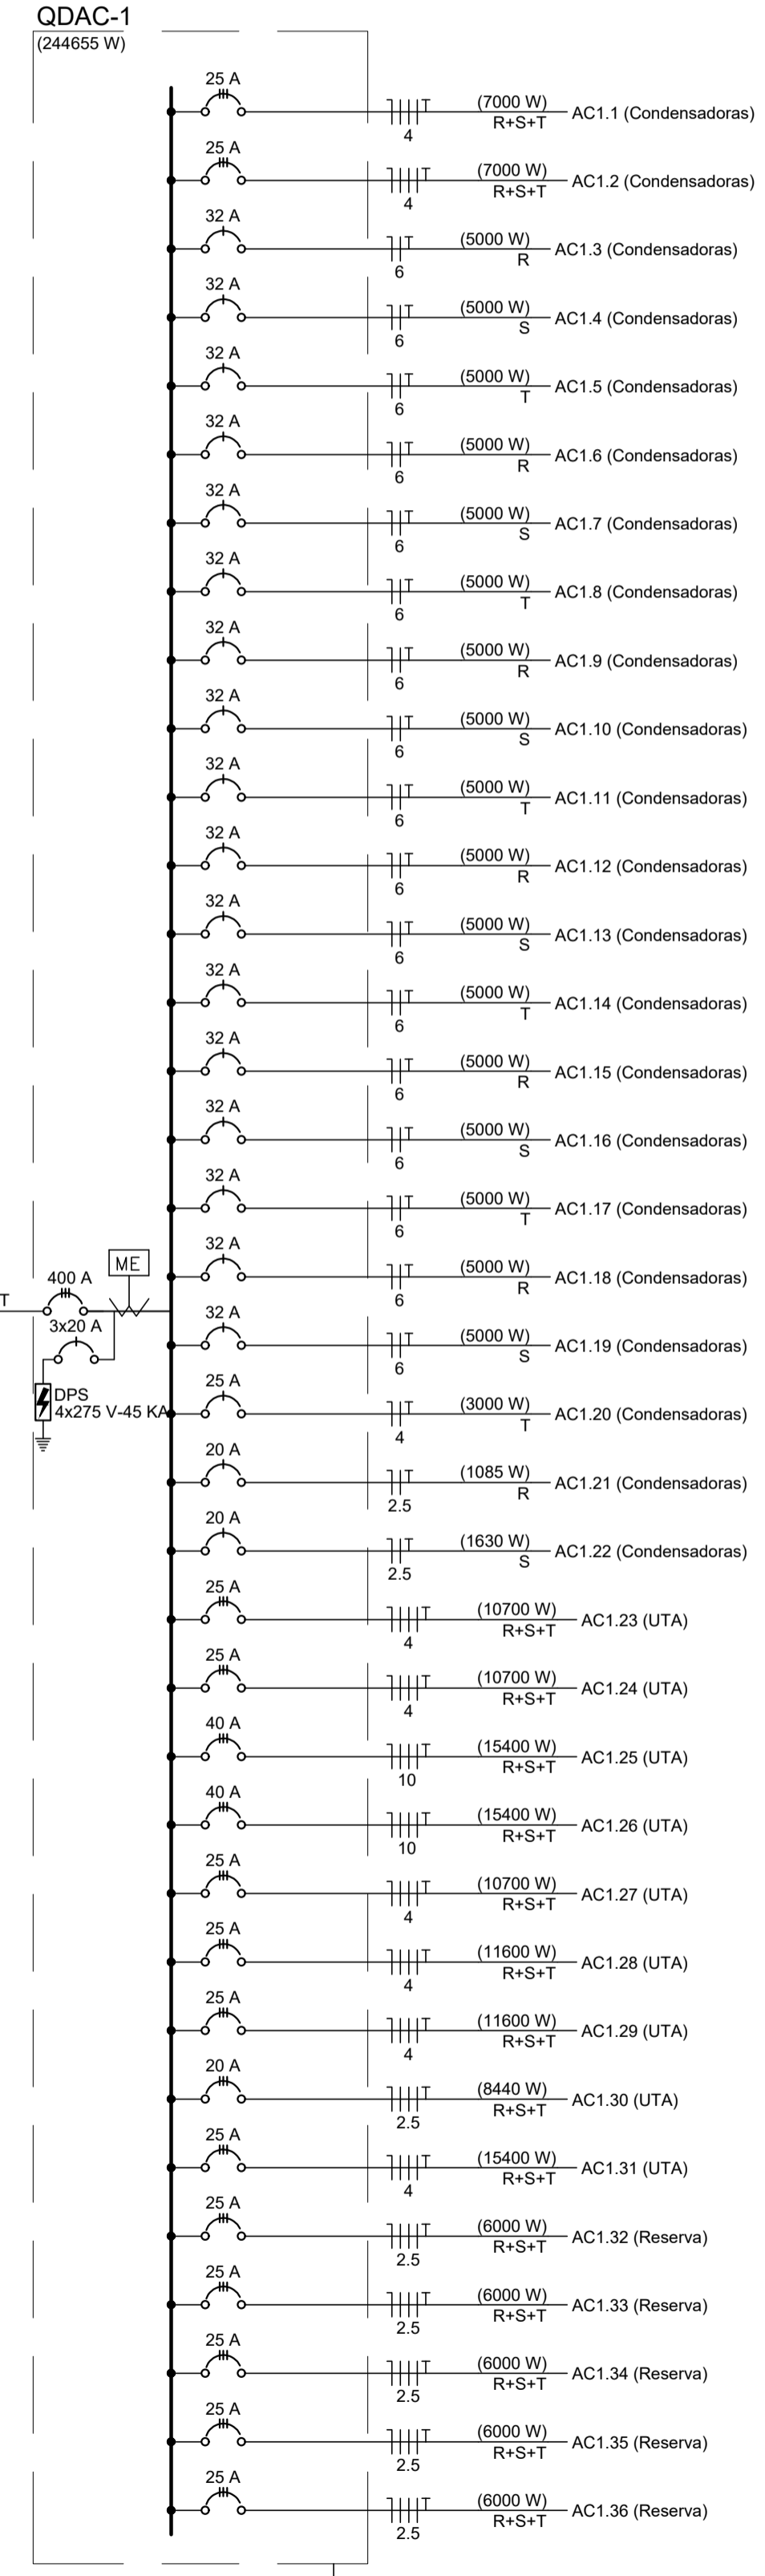 QDAC-1
(244655 W)
25 A
(7000 W)
T
4
R+S+T
AC1.1 (Condensadoras)
25 A
(7000 W)
T
4
R+S+T
AC1.2 (Condensadoras)
32 A
(5000 W)
T
6
R
AC1.3 (Condensadoras)
32 A
(5000 W)
T
6
S
AC1.4 (Condensadoras)
32 A
(5000 W)
T
6
T
AC1.5 (Condensadoras)
32 A
(5000 W)
T
6
R
AC1.6 (Condensadoras)
32 A
(5000 W)
T
6
S
AC1.7 (Condensadoras)
32 A
(5000 W)
T
6
T
AC1.8 (Condensadoras)
32 A
(5000 W)
T
6
R
AC1.9 (Condensadoras)
32 A
(5000 W)
T
6
S
AC1.10 (Condensadoras)
32 A
(5000 W)
T
6
T
AC1.11 (Condensadoras)
32 A
(5000 W)
T
6
R
AC1.12 (Condensadoras)
32 A
(5000 W)
T
6
S
AC1.13 (Condensadoras)
32 A
(5000 W)
T
6
T
AC1.14 (Condensadoras)
32 A
(5000 W)
T
6
R
AC1.15 (Condensadoras)
32 A
(5000 W)
T
6
S
AC1.16 (Condensadoras)
32 A
(5000 W)
T
6
T
AC1.17 (Condensadoras)
32 A
(5000 W)
T
6
R
AC1.18 (Condensadoras)
ME
400 A
T
3x20 A
32 A
(5000 W)
T
6
S
AC1.19 (Condensadoras)
DPS
4x275 V-45 KA
25 A
(3000 W)
T
4
T
AC1.20 (Condensadoras)
20 A
(1085 W)
T
2.5
R
AC1.21 (Condensadoras)
20 A
(1630 W)
T
2.5
S
AC1.22 (Condensadoras)
25 A
(10700 W)
T
4
R+S+T
AC1.23 (UTA)
25 A
(10700 W)
T
4
R+S+T
AC1.24 (UTA)
40 A
(15400 W)
T
10
R+S+T
AC1.25 (UTA)
40 A
(15400 W)
T
10
R+S+T
AC1.26 (UTA)
25 A
(10700 W)
T
4
R+S+T
AC1.27 (UTA)
25 A
(11600 W)
T
4
R+S+T
AC1.28 (UTA)
25 A
(11600 W)
T
4
R+S+T
AC1.29 (UTA)
20 A
(8440 W)
T
2.5
R+S+T
AC1.30 (UTA)
25 A
(15400 W)
T
4
R+S+T
AC1.31 (UTA)
25 A
(6000 W)
T
2.5
R+S+T
AC1.32 (Reserva)
25 A
(6000 W)
T
2.5
R+S+T
AC1.33 (Reserva)
25 A
(6000 W)
T
2.5
R+S+T
AC1.34 (Reserva)
25 A
(6000 W)
T
2.5
R+S+T
AC1.35 (Reserva)
25 A
(6000 W)
T
2.5
R+S+T
AC1.36 (Reserva)